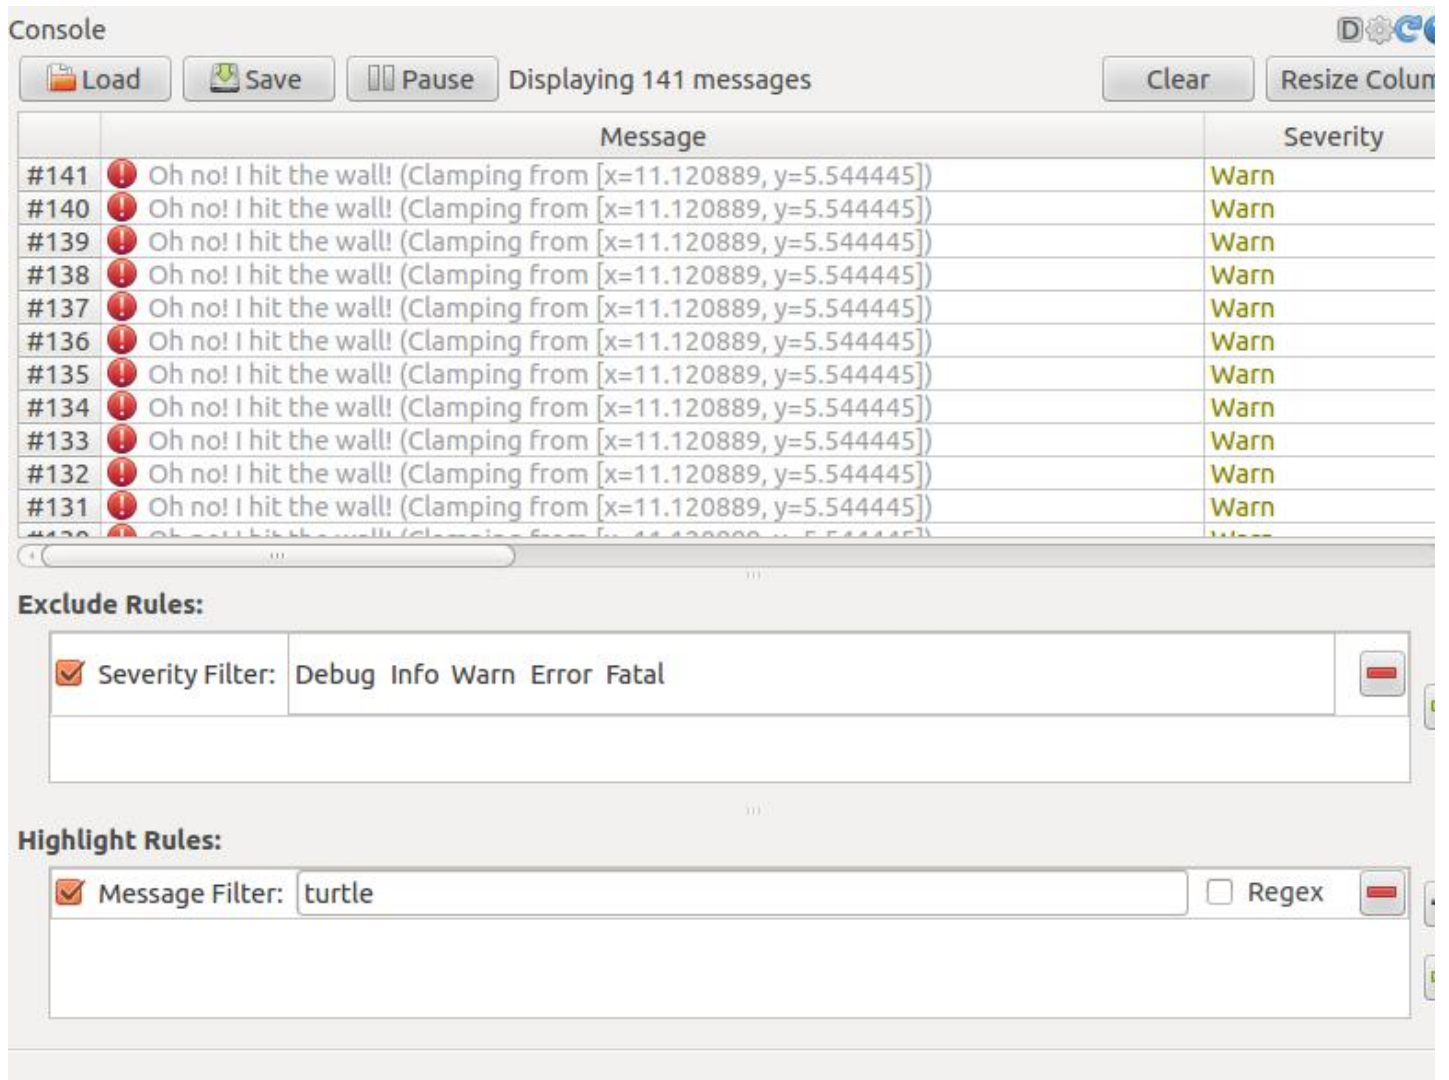 Console D
Load Save Pause Displaying 141 messages Clear Resize Colum
Message Severity
#141 Oh no! I hit the wall! (Clamping from [x=11.120889, y=5.544445]) Warn
#140 Oh no! I hit the wall! (Clamping from [x=11.120889, y=5.544445]) Warn
#139 Oh no! I hit the wall! (Clamping from [x=11.120889, y=5.544445]) Warn
#138 Oh no! I hit the wall! (Clamping from [x=11.120889, y=5.544445]) Warn
#137 Oh no! I hit the wall! (Clamping from [x=11.120889, y=5.544445]) Warn
#136 Oh no! I hit the wall! (Clamping from [x=11.120889, y=5.544445]) Warn
#135 Oh no! I hit the wall! (Clamping from [x=11.120889, y=5.544445]) Warn
#134 Oh no! I hit the wall! (Clamping from [x=11.120889, y=5.544445]) Warn
#133 Oh no! I hit the wall! (Clamping from [x=11.120889, y=5.544445]) Warn
#132 Oh no! I hit the wall! (Clamping from [x=11.120889, y=5.544445]) Warn
#131 Oh no! I hit the wall! (Clamping from [x=11.120889, y=5.544445]) Warn
Exclude Rules:
Severity Filter: Debug Info Warn Error Fatal
Highlight Rules:
Message Filter: turtle Regex